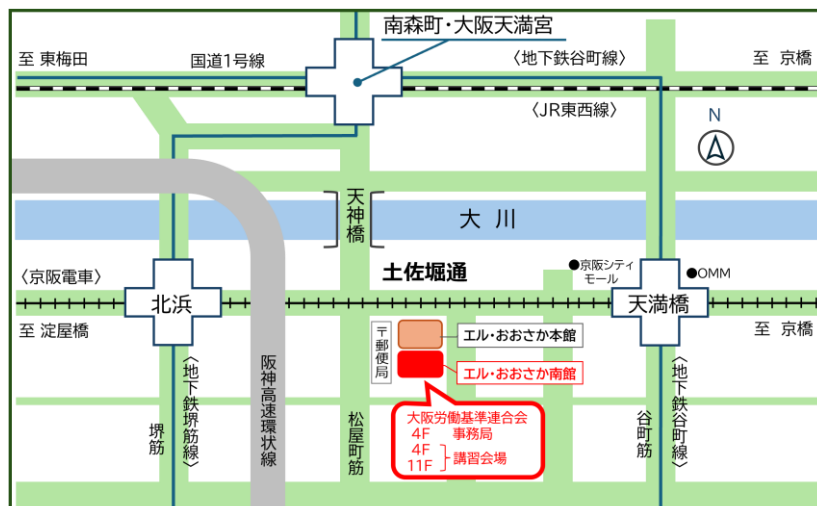 南森町・大阪天満宮
至 東梅田
国道1号線
〈地下鉄谷町線〉
至 京橋
〈JR東西線〉
N
天神橋
大川
土佐堀通
●京阪シティ
モール
●OMM
〈京阪電車〉
北浜
天満橋
至 淀屋橋
至 京橋
〒郵便局
エル・おおさか本館
エル・おおさか南館
大阪労働基準連合会
4F 事務局
4F
11F
講習会場
堺筋
〈地下鉄堺筋線〉
阪神高速環状線
松屋町筋
谷町筋
〈地下鉄谷町線〉